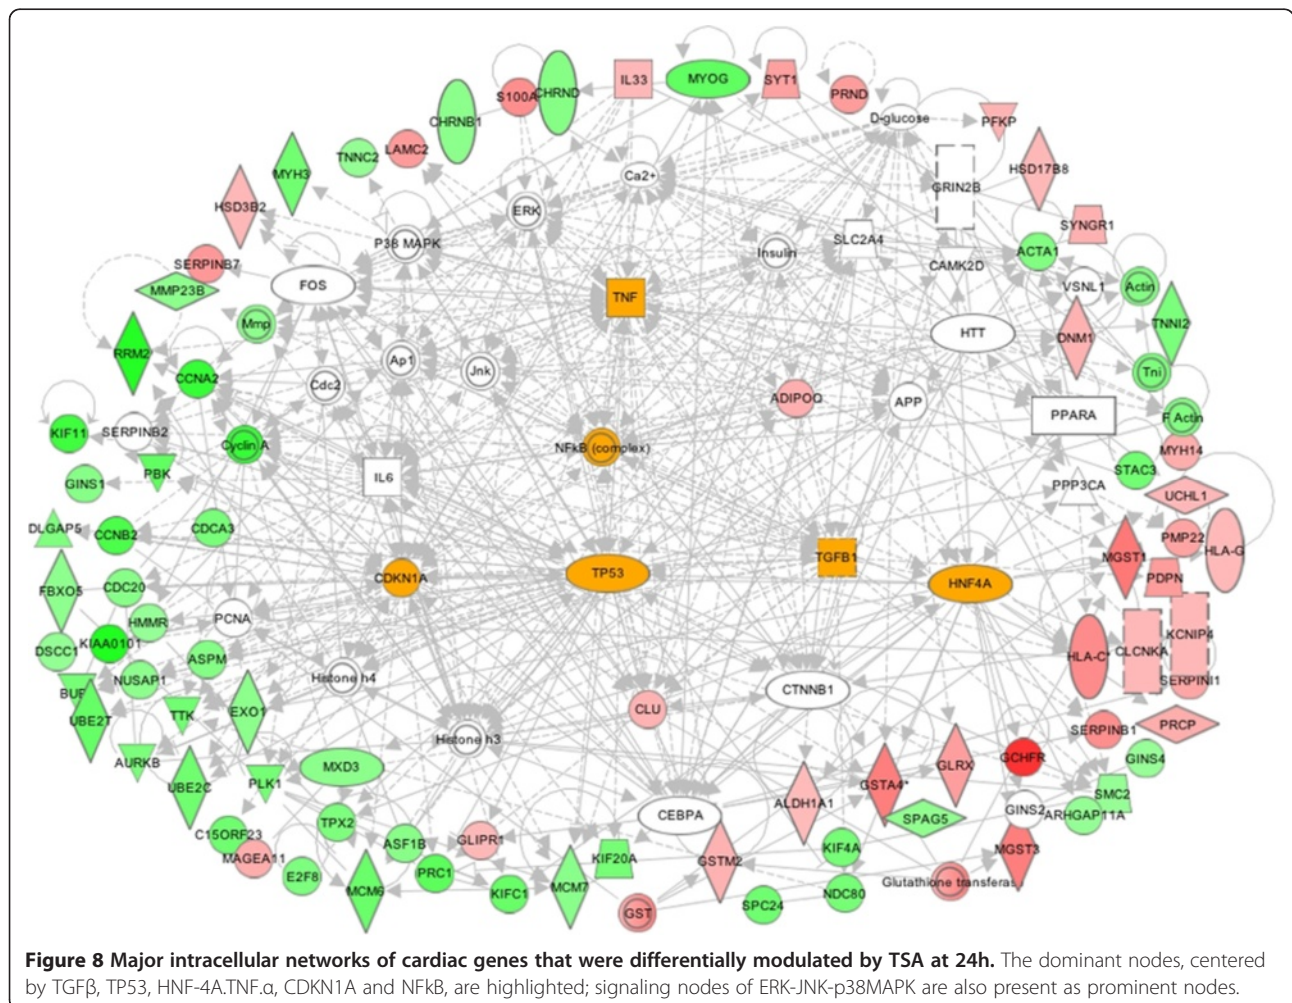 IL33
MYOG
SYT1
PRND
S100A
CHRND
CHRNB1
D-glucose
PFKP
TNNC2
LAMC2
MYH3
Ca2+
GRIN2B
HSD17B8
HSD3B2
ERK
P38 MAPK
SYNGR1
SLC2A4
Insulin
ACTA1
CAMK2D
SERPINB7
MMP23B
FOS
TNF
VSNL1
Actin
Mmp
HTT
DNM1
TNNI2
RRM2
CCNA2
Ap1
Jnk
Cdc2
Tni
ADIPOQ
APP
PPARA
F Actin
KIF11
SERPINB2
Cyclin A
NFkB (complex)
MYH14
PBK
IL6
STAC3
GINS1
PPP3CA
UCHL1
DLGAP5
CCNB2
CDCA3
PMP22
HLA-G
TGFB1
MGST1
CDKN1A
TP53
HNF4A
PDPN
FBXO5
CDC20
HMMR
PCNA
KIAA0101
DSCC1
ASPM
KCNIP4
CLCNKA
HLA-C*
SERPINI1
NUSAP1
Histone h4
BUB
UBE2T
TTK
EXO1
CTNNB1
CLU
SERPINB1
PRCP
Histone h3
AURKB
UBE2C
PLK1
MXD3
GCHFR
GINS4
GLRX
GSTA4*
ALDH1A1
SMC2
GINS2
ARHGAP11A
SPAG5
CEBPA
C15ORF23
TPX2
ASF1B
GLIPR1
MAGEA11
KIF20A
GSTM2
KIF4A
MGST3
E2F8
MCM6
PRC1
KIFC1
MCM7
GST
SPC24
NDC80
Glutathione transferas
Figure 8 Major intracellular networks of cardiac genes that were differentially modulated by TSA at 24h. The dominant nodes, centered
by TGFβ, TP53, HNF-4A.TNF.α, CDKN1A and NFkB, are highlighted; signaling nodes of ERK-JNK-p38MAPK are also present as prominent nodes.